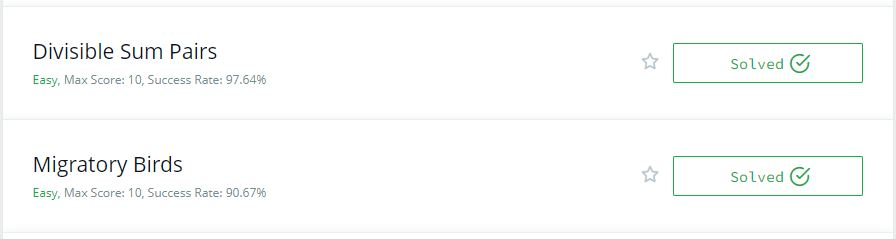 Divisible Sum Pairs
Easy, Max Score: 10, Success Rate: 97.64%
Solved
Migratory Birds
Easy, Max Score: 10, Success Rate: 90.67%
Solved